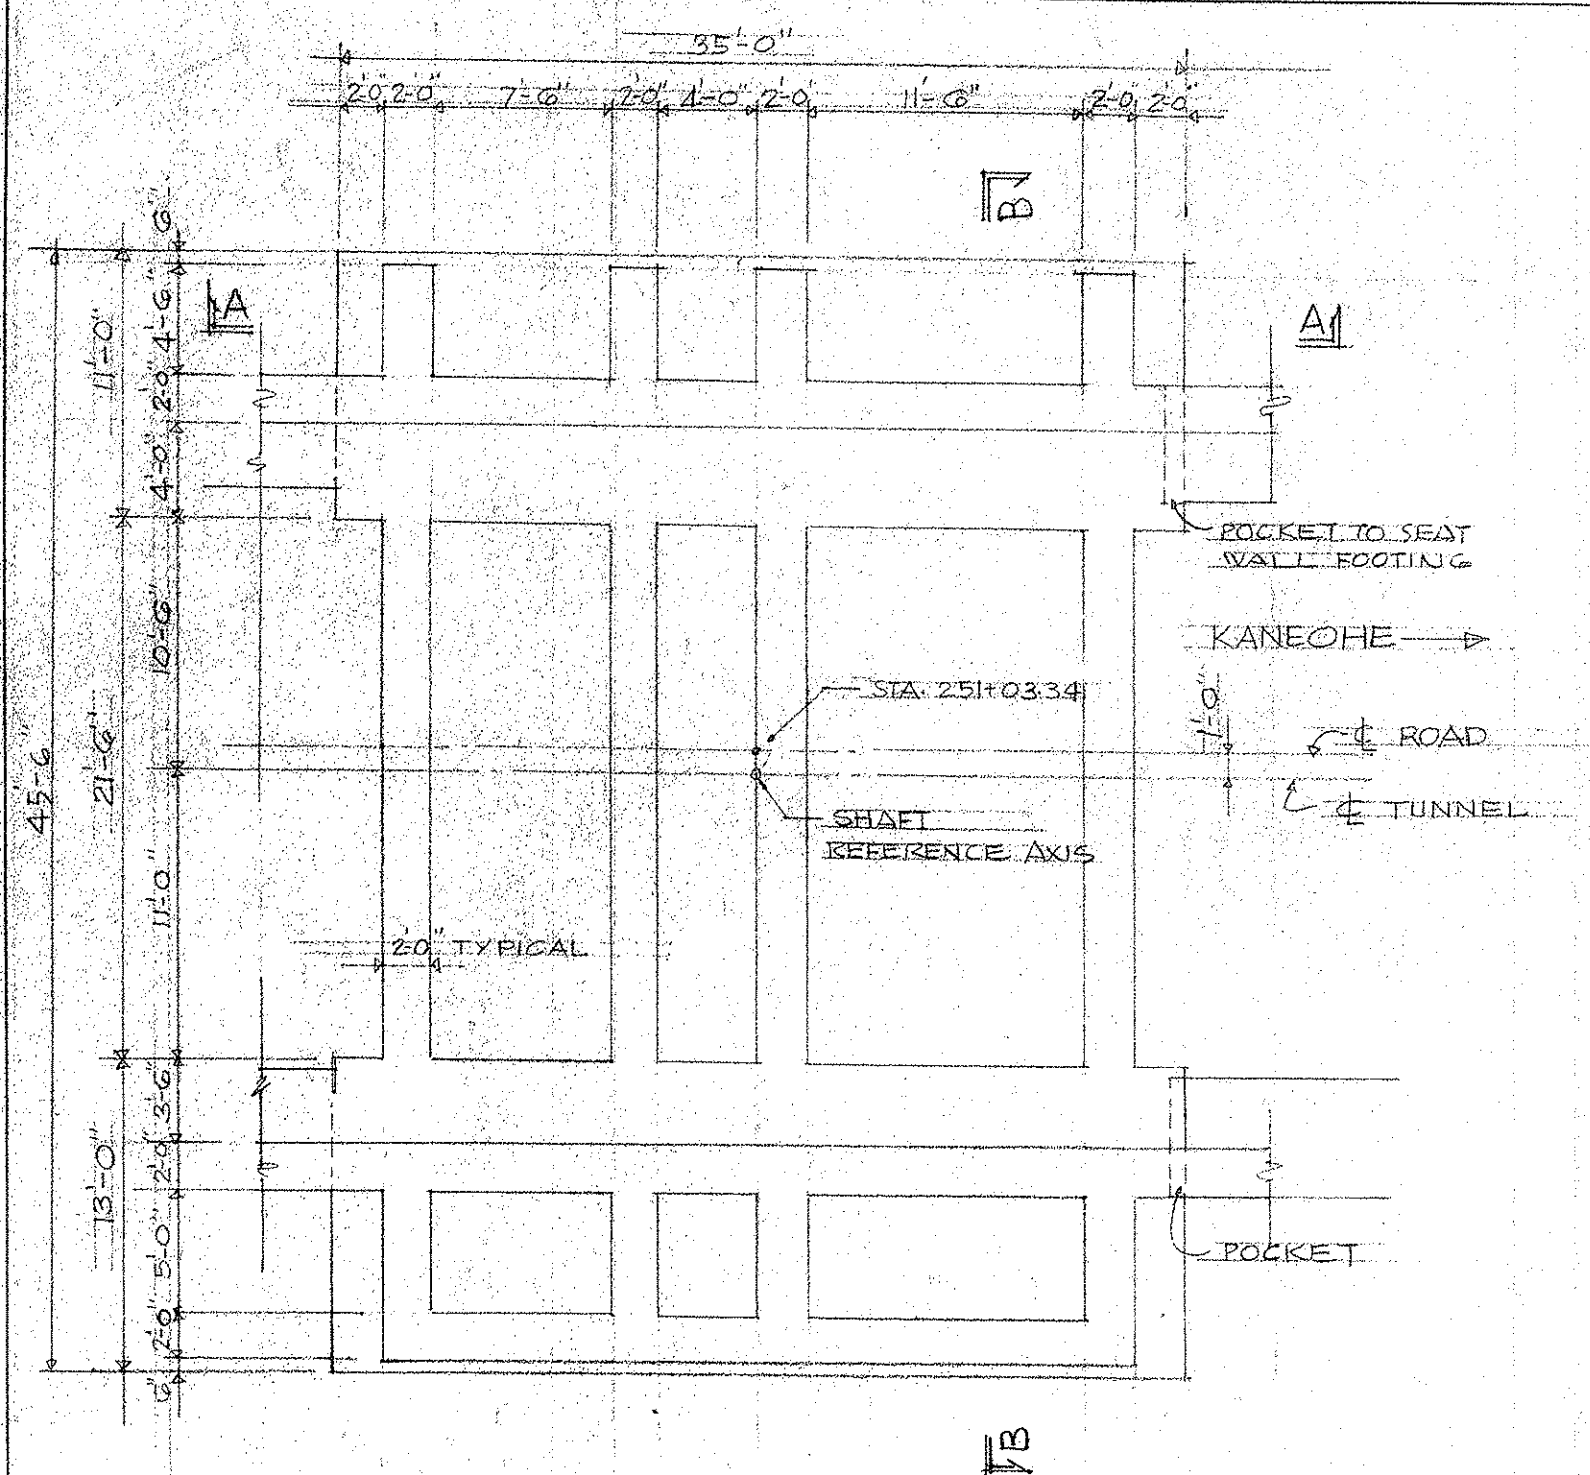 35'-0"
2'-0" 2'-0" 7'-6" 2'-0" 4'-0" 2'-0" 11'-6" 2'-0 2'-0"
B
6"
A
A
4'-6"
11'-0"
2'-0"
4'-0"
POCKET TO SEAT
WALL FOOTING
10'-6"
KANEOHE
STA. 251+03.34
1'-0"
℄ ROAD
45'-6"
21'-6"
℄ TUNNEL
SHAFT
REFERENCE AXIS
11'-0"
2'-0" TYPICAL
3'-6"
13'-0"
2'-0"
5'-0"
POCKET
2'-0"
6"
B